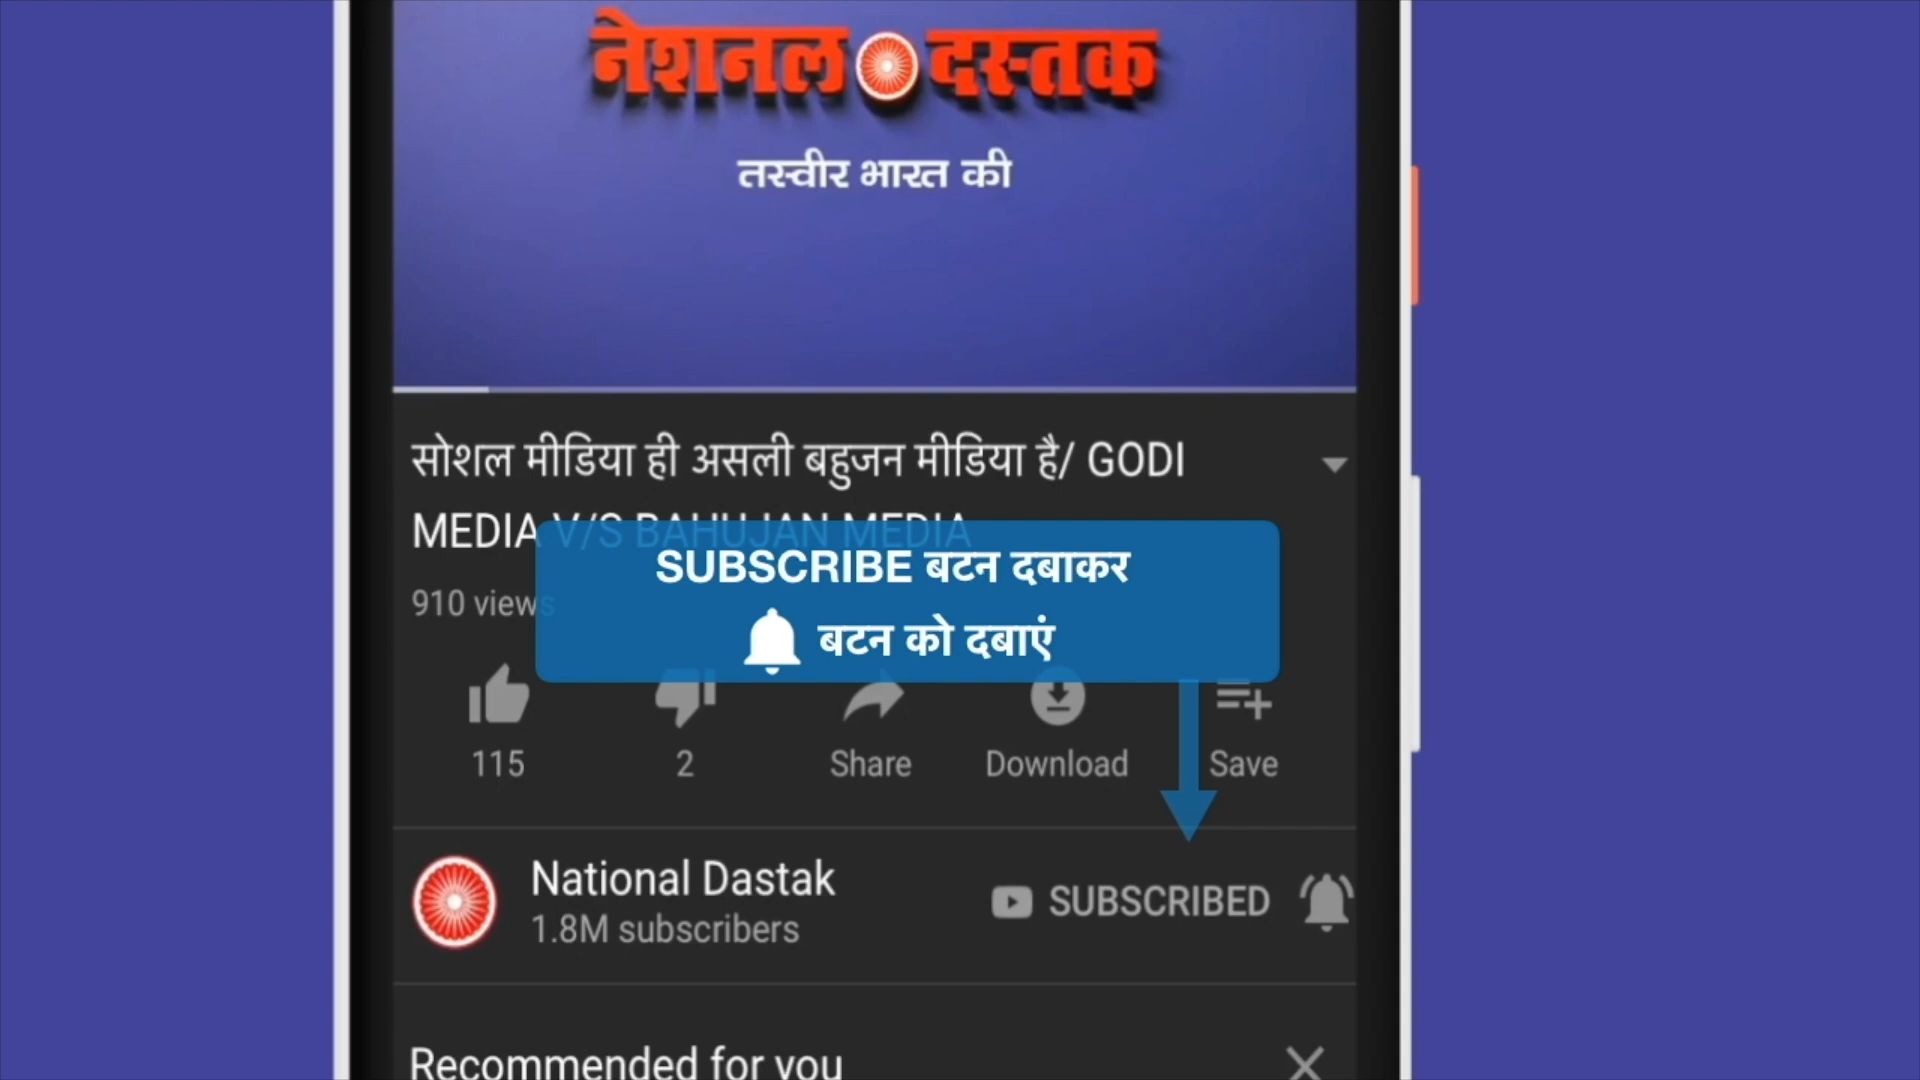 नेशनल दस्तक
तस्वीर भारत की
सोशल मीडिया ही असली बहुजन मीडिया है/ GODI
MEDIA V/S BAHUJAN MEDIA
910 views
SUBSCRIBE बटन दबाकर
बटन को दबाएं
115
2
Share
Download
Save
National Dastak
1.8M subscribers
SUBSCRIBED
Recommended for you